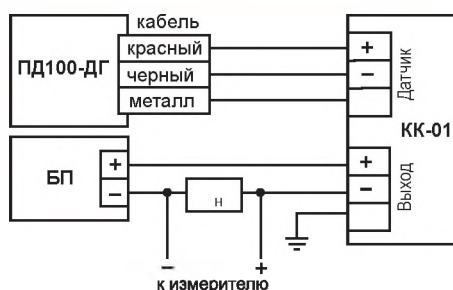 кабель
ПД100-ДГ
красный
черный
металл
+
−
Датчик
КК-01
БП
+
−
н
+
−
Выход
− +
к измерителю